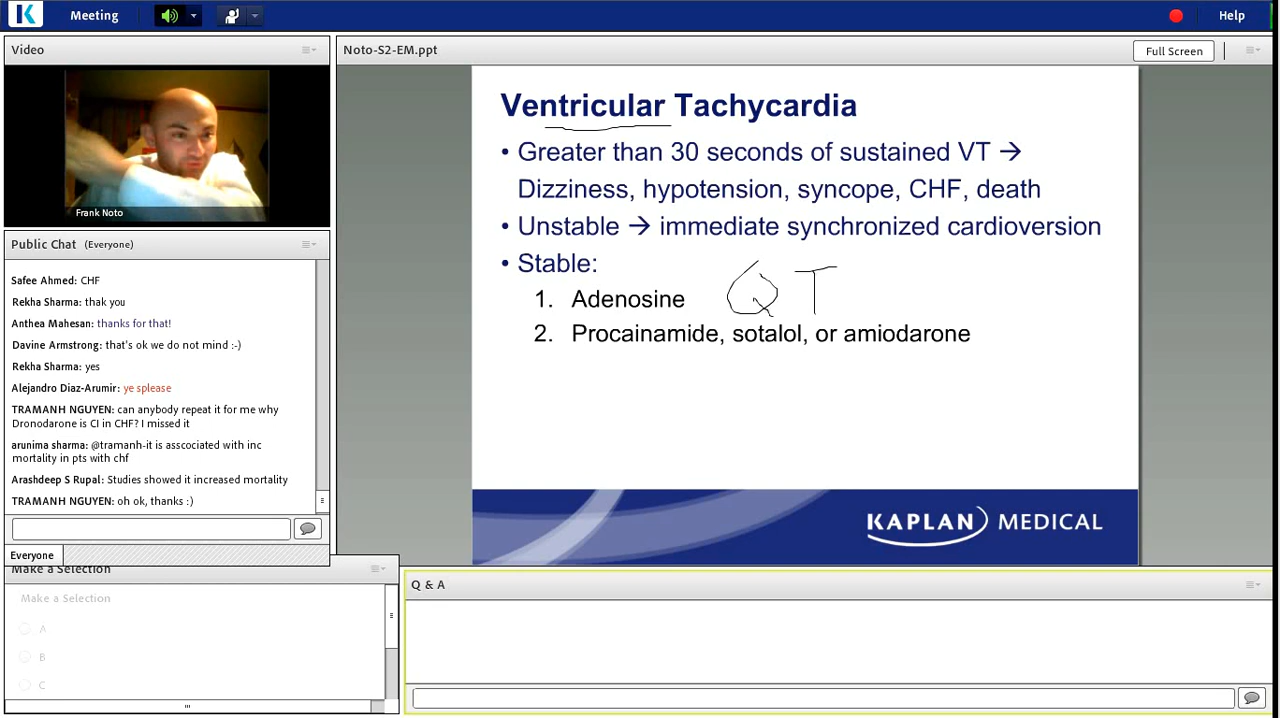 Meeting
Help
Video
Frank Noto
Public Chat (Everyone)
Safee Ahmed: CHF
Rekha Sharma: thak you
Anthea Mahesan: thanks for that!
Davine Armstrong: that's ok we do not mind :-)
Rekha Sharma: yes
Alejandro Diaz-Arumir: ye splease
TRAMANH NGUYEN: can anybody repeat it for me why
Dronodarone is CI in CHF? I missed it
arunima sharma: @tramanh-it is asscociated with inc
mortality in pts with chf
Arashdeep S Rupal: Studies showed it increased mortality
TRAMANH NGUYEN: oh ok, thanks :)
Everyone
Make a Selection
Make a Selection
A
B
C
Noto-S2-EM.ppt
Full Screen
Ventricular Tachycardia
• Greater than 30 seconds of sustained VT →
Dizziness, hypotension, syncope, CHF, death
• Unstable → immediate synchronized cardioversion
• Stable:
1. Adenosine
QT
2. Procainamide, sotalol, or amiodarone
KAPLAN MEDICAL
Q & A